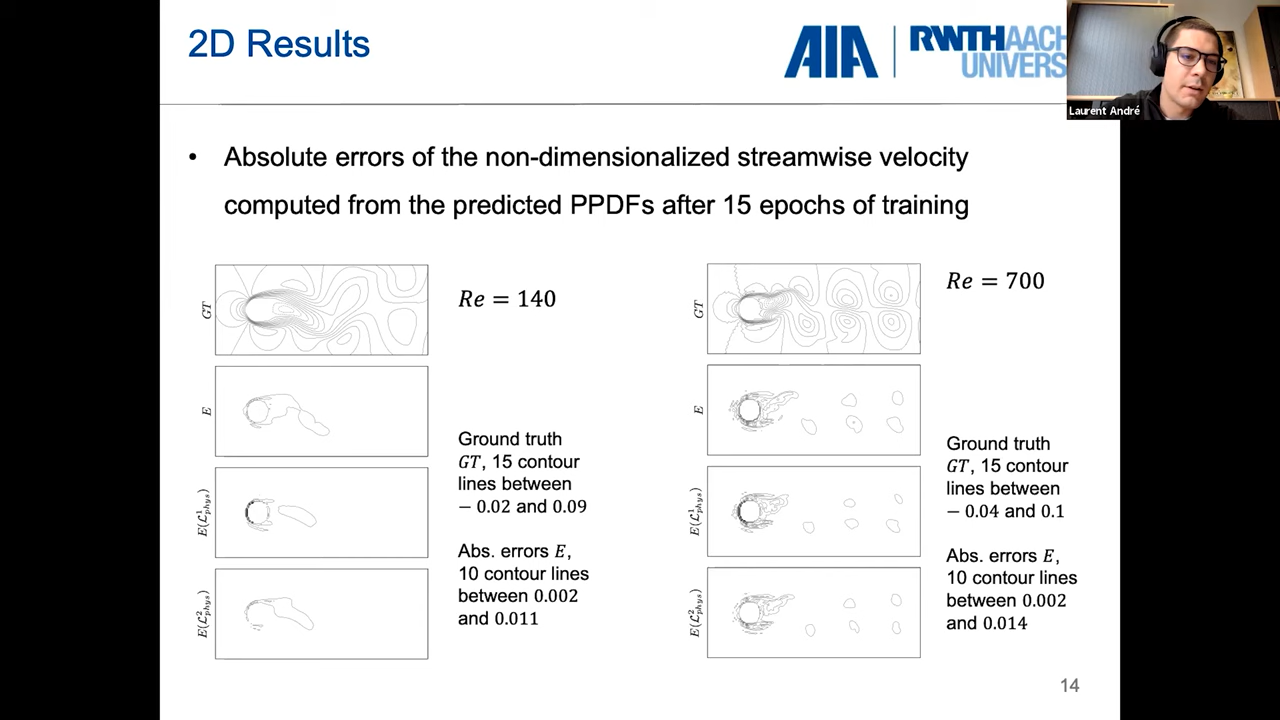 2D Results
AIA
RWTHAACH
UNIVERS
Laurent André
• Absolute errors of the non-dimensionalized streamwise velocity
computed from the predicted PPDFs after 15 epochs of training
GT
Re = 140
E
E(ℒ¹phys)
E(ℒ²phys)
Ground truth
GT, 15 contour
lines between
− 0.02 and 0.09
Abs. errors E,
10 contour lines
between 0.002
and 0.011
GT
Re = 700
E
E(ℒ¹phys)
E(ℒ²phys)
Ground truth
GT, 15 contour
lines between
− 0.04 and 0.1
Abs. errors E,
10 contour lines
between 0.002
and 0.014
14